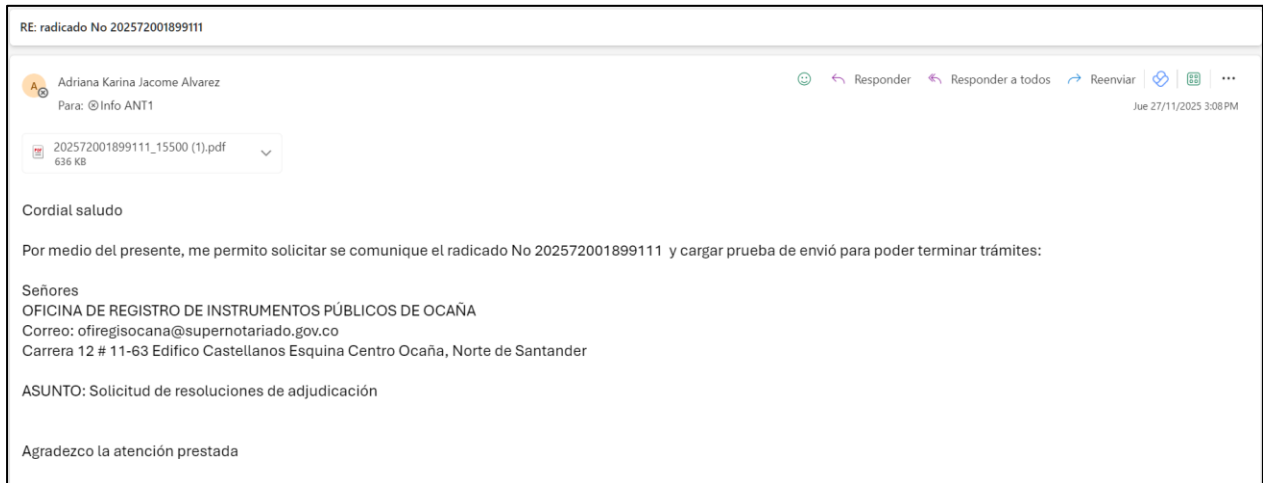 RE: radicado No 202572001899111
A
Adriana Karina Jacome Alvarez
Responder
Responder a todos
Reenviar
Para: Info ANT1
Jue 27/11/2025 3:08 PM
202572001899111_15500 (1).pdf
636 KB
Cordial saludo
Por medio del presente, me permito solicitar se comunique el radicado No 202572001899111 y cargar prueba de envió para poder terminar trámites:
Señores
OFICINA DE REGISTRO DE INSTRUMENTOS PÚBLICOS DE OCAÑA
Correo: ofiregisocana@supernotariado.gov.co
Carrera 12 # 11-63 Edifico Castellanos Esquina Centro Ocaña, Norte de Santander
ASUNTO: Solicitud de resoluciones de adjudicación
Agradezco la atención prestada